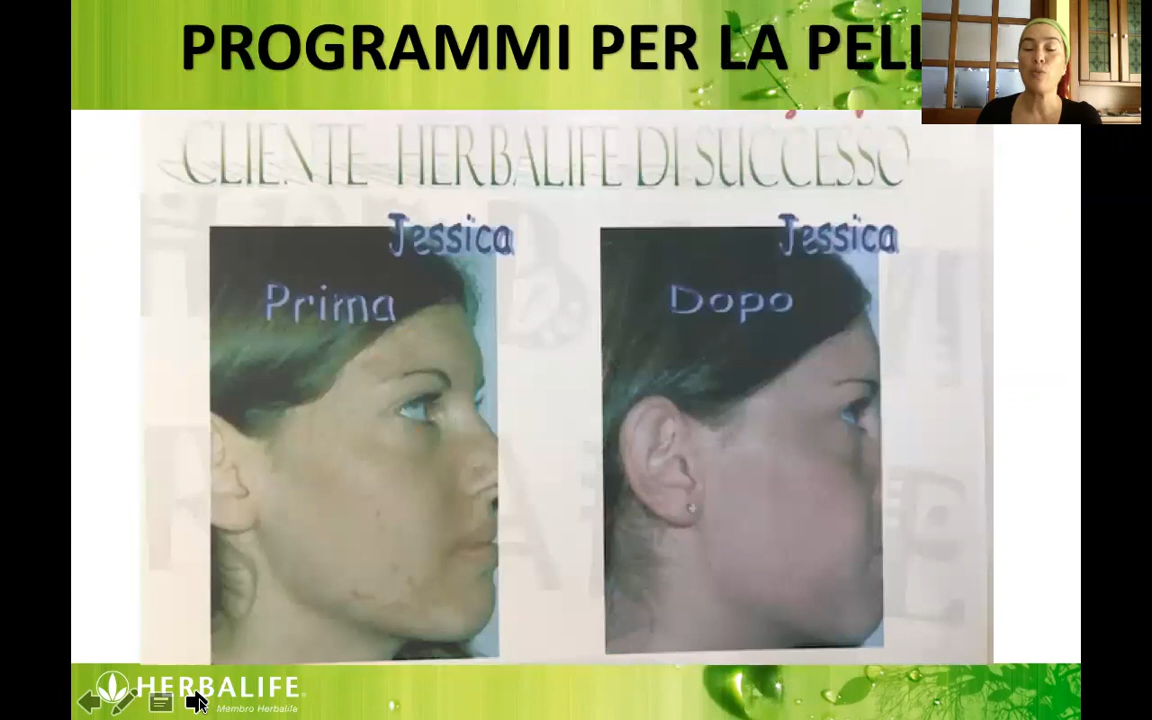 PROGRAMMI PER LA PELL
CLIENTE HERBALIFE DI SUCCESSO
Jessica
Prima
Jessica
Dopo
HERBALIFE
Membro Herbalife